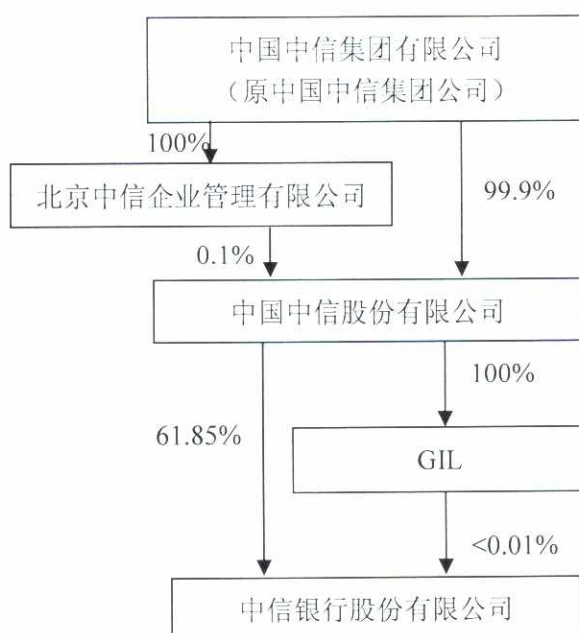 中国中信集团有限公司
（原中国中信集团公司）
100%
北京中信企业管理有限公司
99.9%
0.1%
中国中信股份有限公司
100%
61.85%
GIL
<0.01%
中信银行股份有限公司